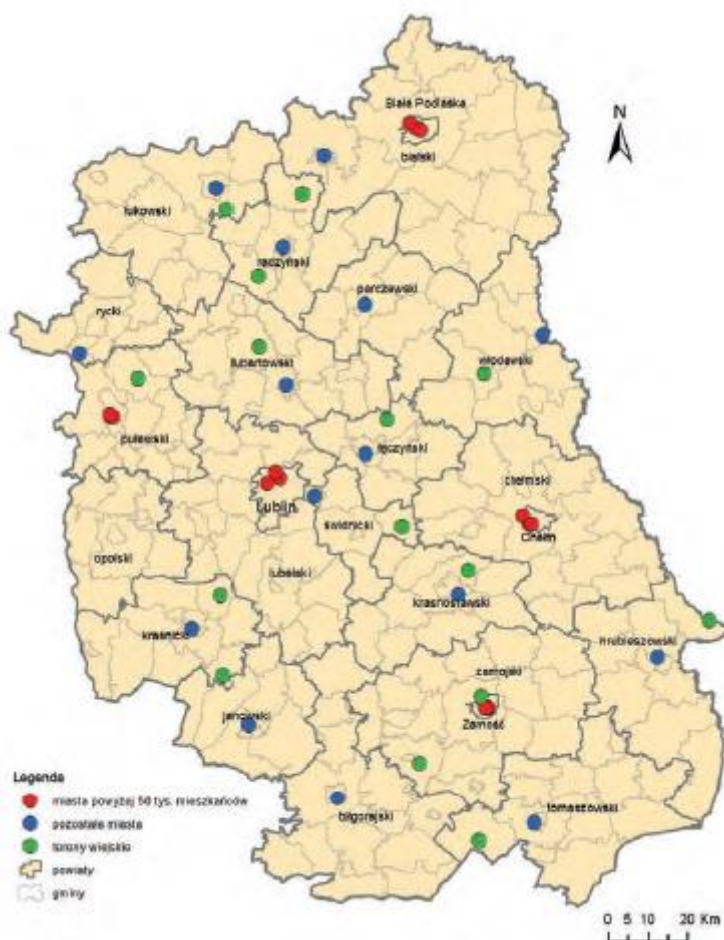 Biała Podlaska
bialski
N
łukowski
radzyński
parczewski
rycki
lubartowski
włodawski
puławski
łęczyński
chełmski
Lublin
świdnicki
Chełm
opolski
lubelski
krasnostawski
kraśnicki
hrubieszowski
zamojski
janowski
Zamość
Legenda
miasta powyżej 50 tys. mieszkańców
pozostałe miasta
tereny wiejskie
powiaty
gminy
biłgorajski
tomaszowski
0 5 10 20 Km